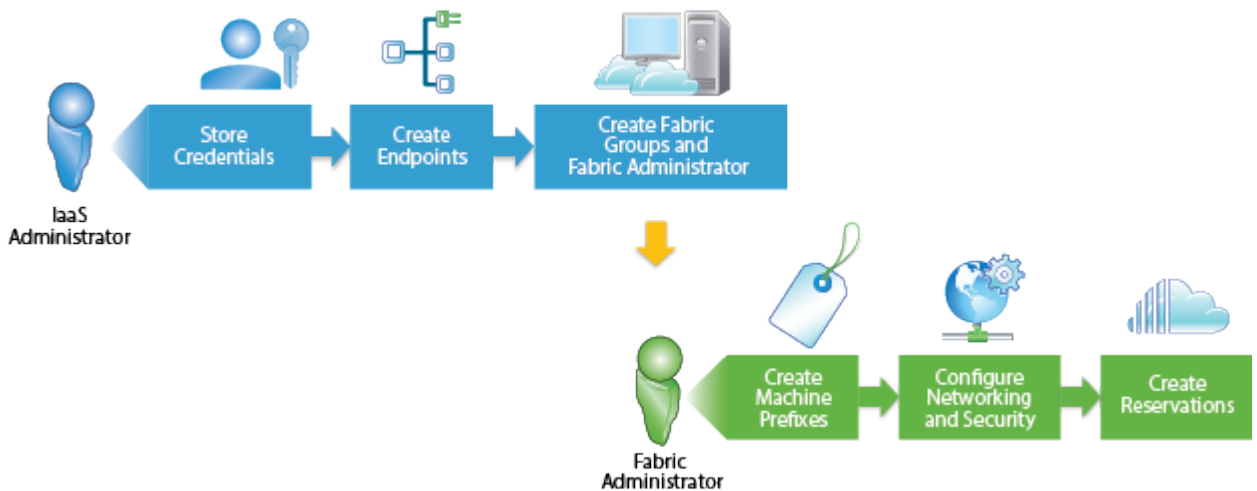 Store
Credentials
Create
Endpoints
Create Fabric
Groups and
Fabric Administrator
IaaS
Administrator
Create
Machine
Prefixes
Configure
Networking
and Security
Create
Reservations
Fabric
Administrator